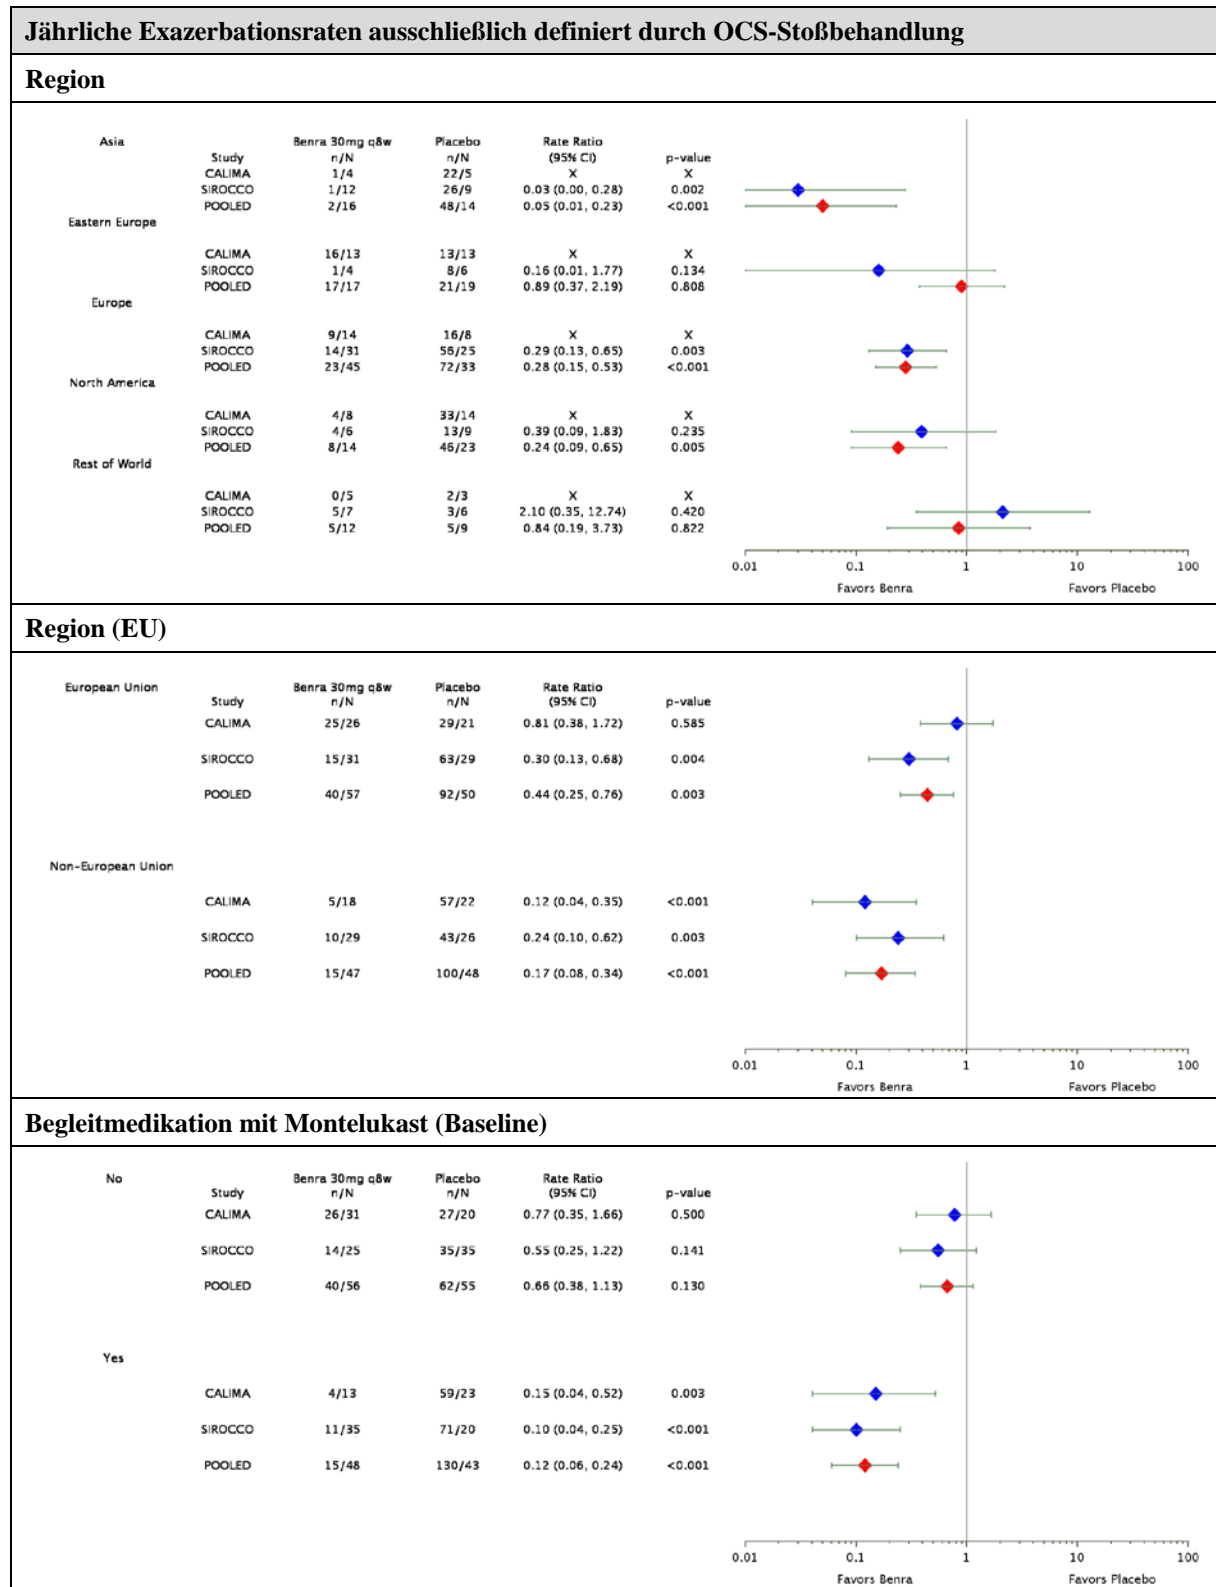 Jährliche Exazerbationsraten ausschließlich definiert durch OCS-Stoßbehandlung
Region
Asia Benra 30mg q8w Placebo Rate Ratio
Study n/N n/N (95% CI) p-value
CALIMA 1/4 22/5 X X
SIROCCO 1/12 26/9 0.03 (0.00, 0.28) 0.002
POOLED 2/16 48/14 0.05 (0.01, 0.23) <0.001
Eastern Europe
CALIMA 16/13 13/13 X X
SIROCCO 1/4 8/6 0.16 (0.01, 1.77) 0.134
POOLED 17/17 21/19 0.89 (0.37, 2.19) 0.808
Europe
CALIMA 9/14 16/8 X X
SIROCCO 14/31 56/25 0.29 (0.13, 0.65) 0.003
POOLED 23/45 72/33 0.28 (0.15, 0.53) <0.001
North America
CALIMA 4/8 33/14 X X
SIROCCO 4/6 13/9 0.39 (0.09, 1.83) 0.235
POOLED 8/14 46/23 0.24 (0.09, 0.65) 0.005
Rest of World
CALIMA 0/5 2/3 X X
SIROCCO 5/7 3/6 2.10 (0.35, 12.74) 0.420
POOLED 5/12 5/9 0.84 (0.19, 3.73) 0.822
0.01 0.1 1 10 100
Favors Benra Favors Placebo
Region (EU)
European Union Benra 30mg q8w Placebo Rate Ratio
Study n/N n/N (95% CI) p-value
CALIMA 25/26 29/21 0.81 (0.38, 1.72) 0.585
SIROCCO 15/31 63/29 0.30 (0.13, 0.68) 0.004
POOLED 40/57 92/50 0.44 (0.25, 0.76) 0.003
Non-European Union
CALIMA 5/18 57/22 0.12 (0.04, 0.35) <0.001
SIROCCO 10/29 43/26 0.24 (0.10, 0.62) 0.003
POOLED 15/47 100/48 0.17 (0.08, 0.34) <0.001
0.01 0.1 1 10 100
Favors Benra Favors Placebo
Begleitmedikation mit Montelukast (Baseline)
No Benra 30mg q8w Placebo Rate Ratio
Study n/N n/N (95% CI) p-value
CALIMA 26/31 27/20 0.77 (0.35, 1.66) 0.500
SIROCCO 14/25 35/35 0.55 (0.25, 1.22) 0.141
POOLED 40/56 62/55 0.66 (0.38, 1.13) 0.130
Yes
CALIMA 4/13 59/23 0.15 (0.04, 0.52) 0.003
SIROCCO 11/35 71/20 0.10 (0.04, 0.25) <0.001
POOLED 15/48 130/43 0.12 (0.06, 0.24) <0.001
0.01 0.1 1 10 100
Favors Benra Favors Placebo